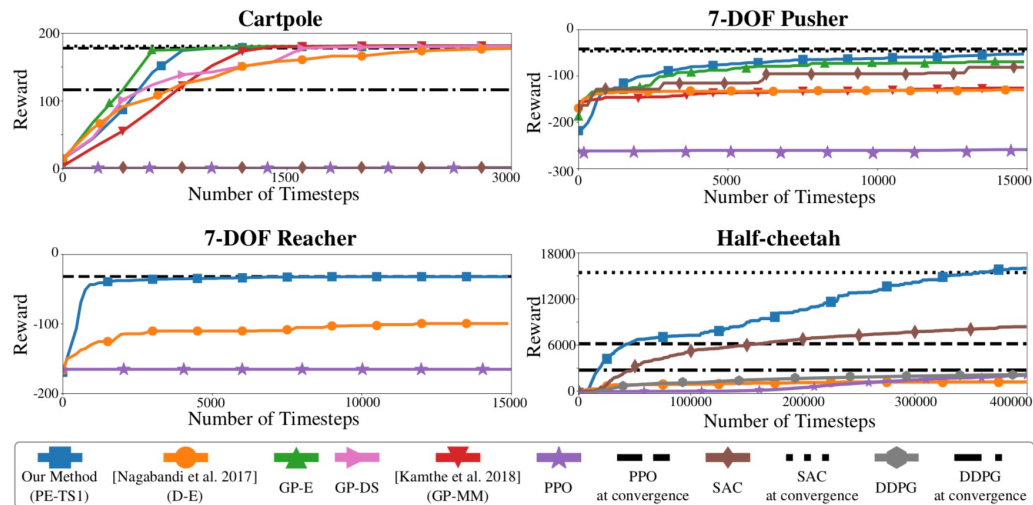 Cartpole
200
100
0
Reward
0
1500
3000
Number of Timesteps
7-DOF Pusher
0
-100
-200
-300
Reward
0
5000
10000
15000
Number of Timesteps
7-DOF Reacher
0
-100
-200
Reward
0
5000
10000
15000
Number of Timesteps
Half-cheetah
18000
12000
6000
0
Reward
100000
200000
300000
400000
Number of Timesteps
Our Method
(PE-TS1)
[Nagabandi et al. 2017]
(D-E)
GP-E
GP-DS
[Kamthe et al. 2018]
(GP-MM)
PPO
PPO
at convergence
SAC
SAC
at convergence
DDPG
DDPG
at convergence